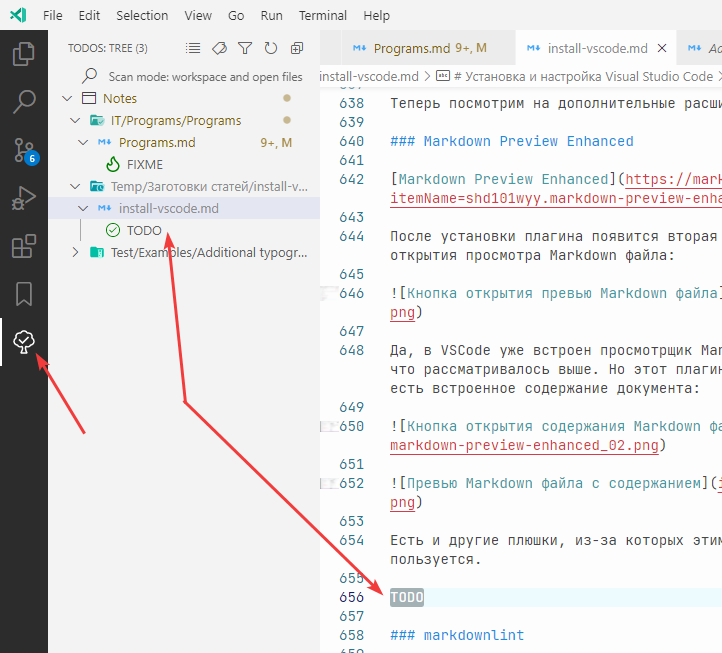 File Edit Selection View Go Run Terminal Help
TODOS: TREE (3)
Scan mode: workspace and open files
Notes
IT/Programs/Programs
Programs.md 9+, M
FIXME
Temp/Заготовки статей/install-v...
install-vscode.md
TODO
Test/Examples/Additional typogr...
6
Programs.md 9+, M
install-vscode.md
install-vscode.md > # Установка и настройка Visual Studio Code >
638 Теперь посмотрим на дополнительные
639
640 ### Markdown Preview Enhanced
641
642 [Markdown Preview Enhanced](https://mark
itemName=shd101wyy.markdown-preview-enha
643
644 После установки плагина появится вторая
открытия просмотра Markdown файла:
645
646 ![Кнопка открытия превью Markdown файла]
png)
647
648 Да, в VSCode уже встроен просмотрщик Mar
что рассматривалось выше. Но этот плагин
есть встроенное содержание документа:
649
650 ![Кнопка открытия содержания Markdown фа
markdown-preview-enhanced_02.png)
651
652 ![Превью Markdown файла с содержанием](i
png)
653
654 Есть и другие плюшки, из-за которых этим
пользуется.
655
656 TODO
657
658 ### markdownlint